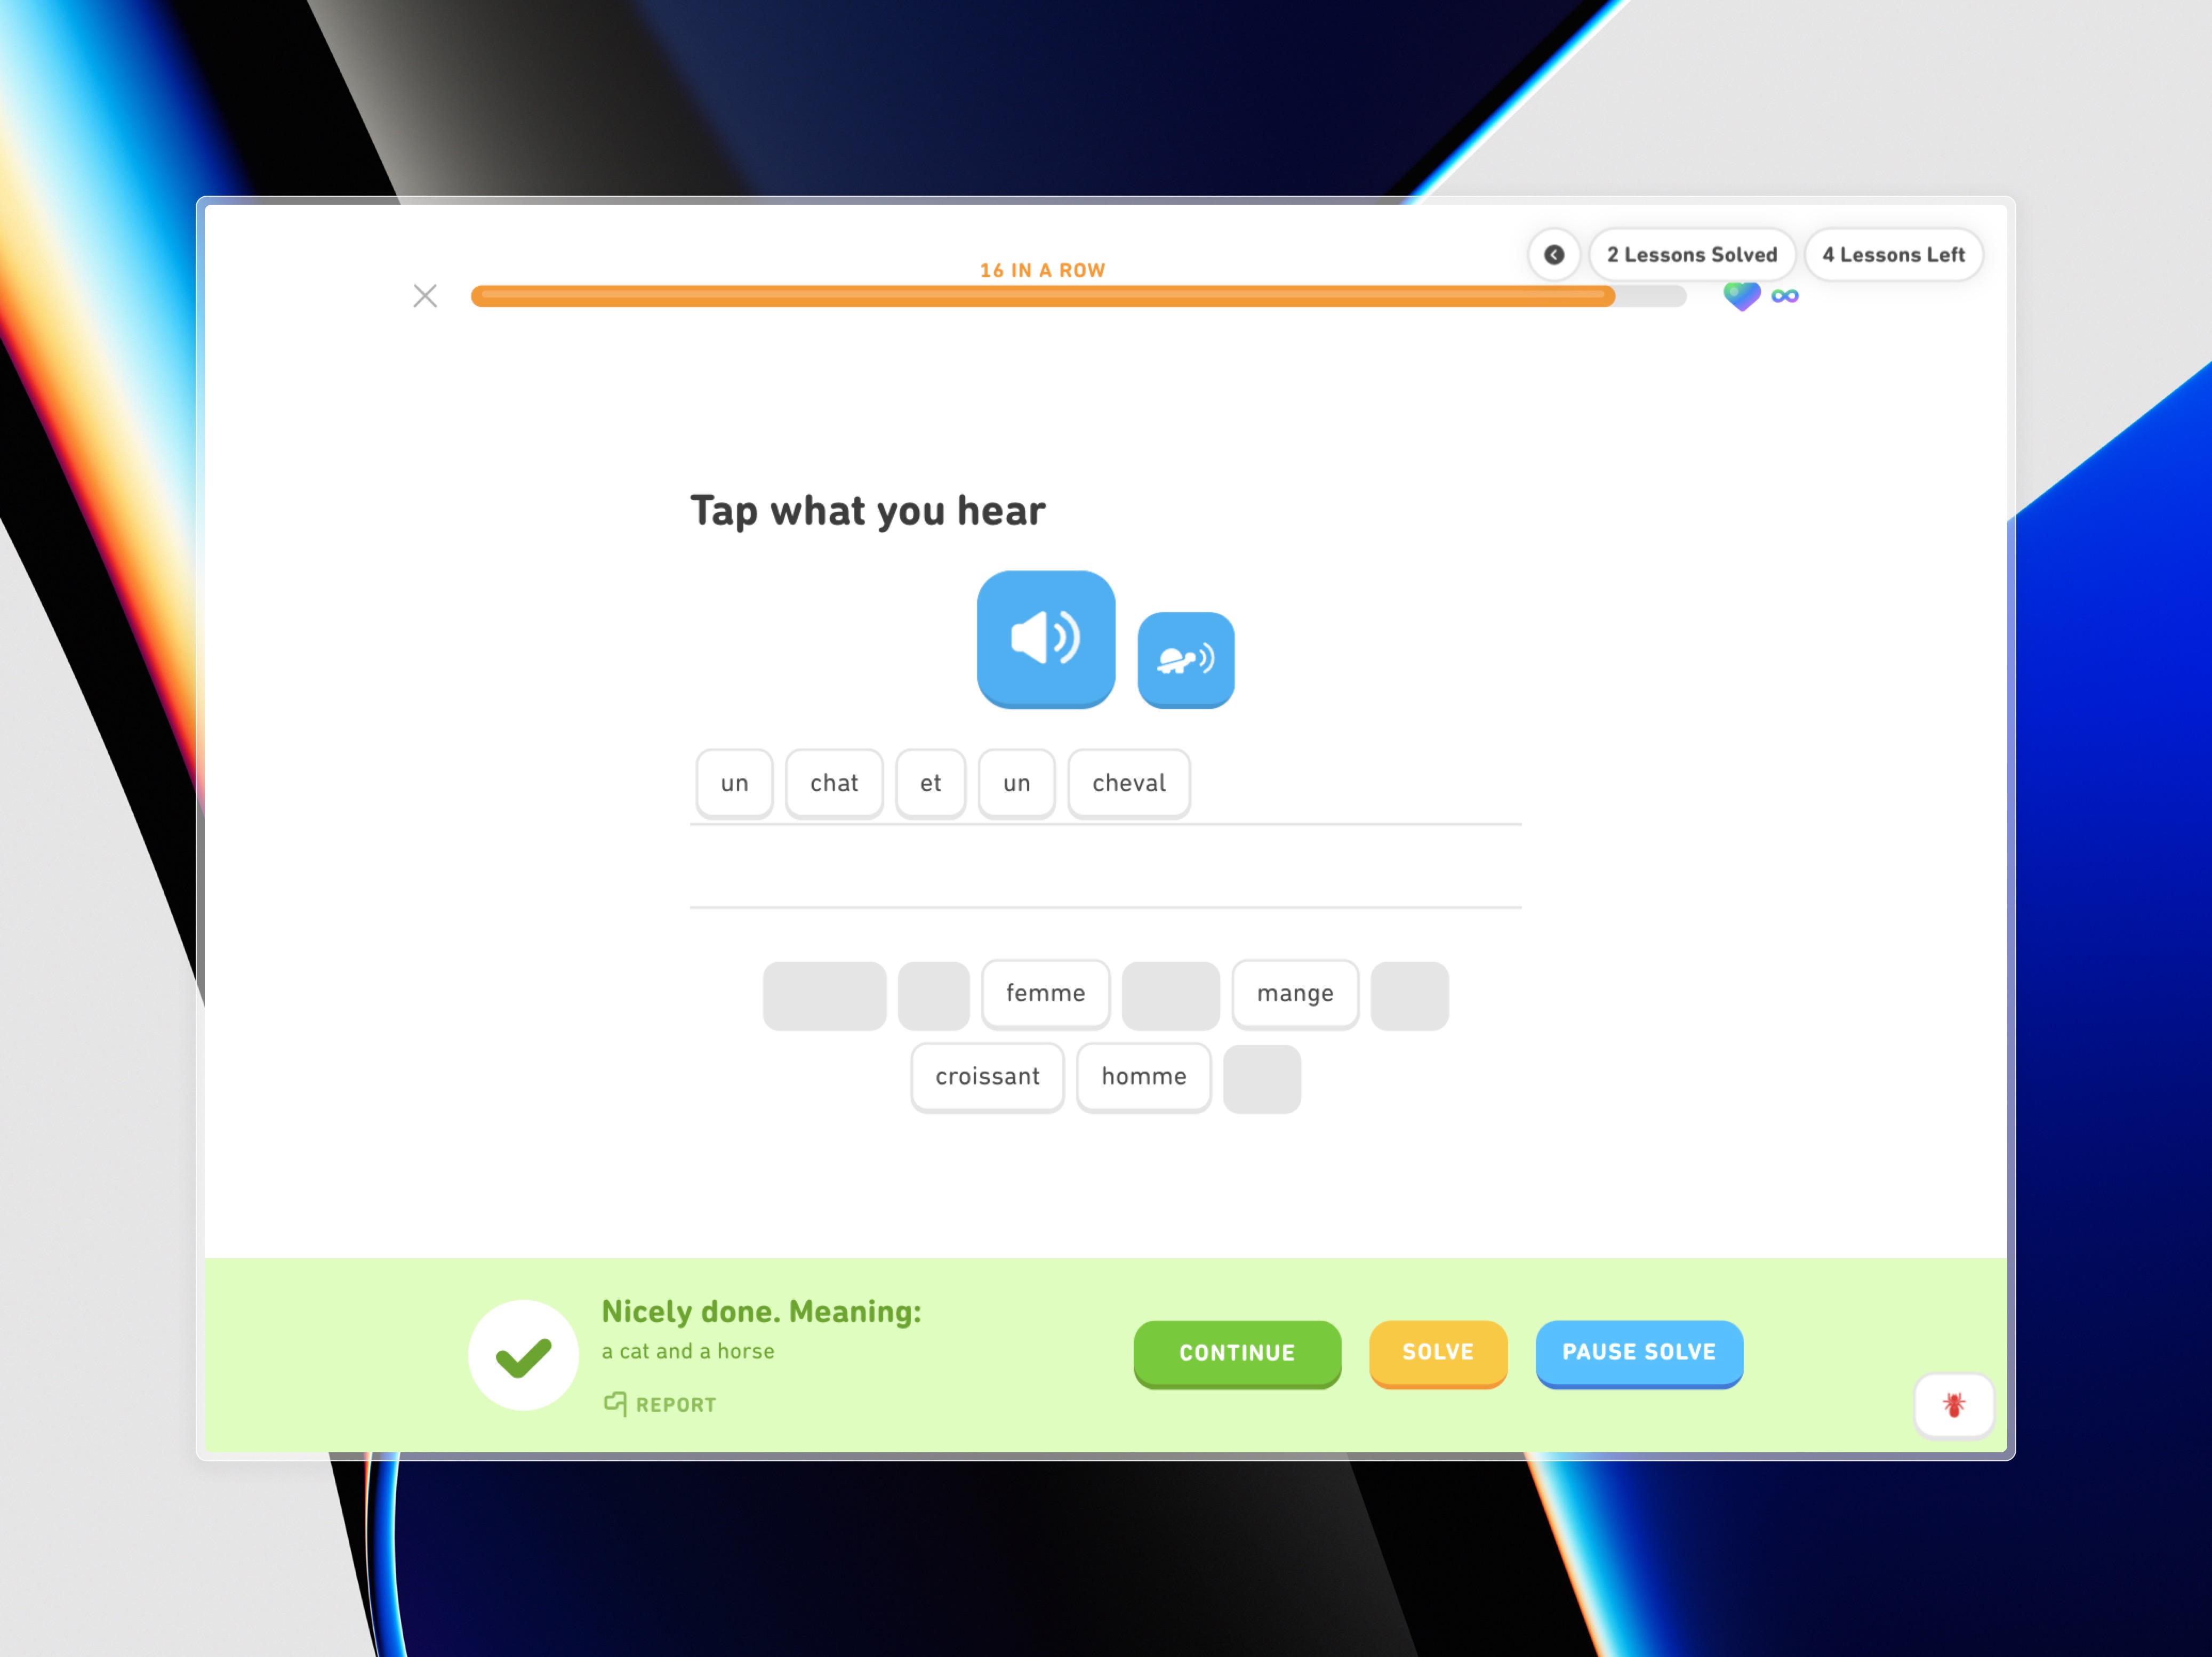 2 Lessons Solved
4 Lessons Left
16 IN A ROW
Tap what you hear
un chat et un cheval
femme mange
croissant homme
Nicely done. Meaning:
a cat and a horse
REPORT
CONTINUE
SOLVE
PAUSE SOLVE